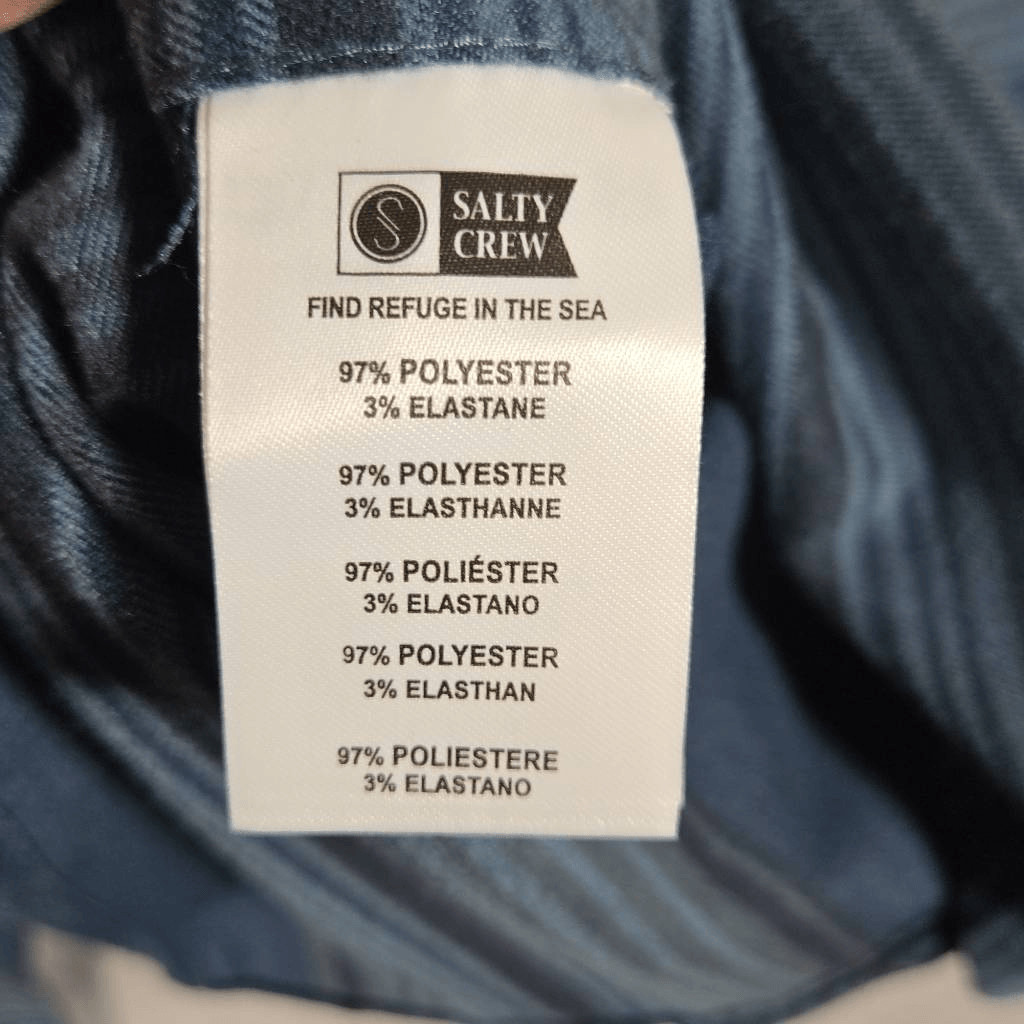 S
SALTY
CREW
FIND REFUGE IN THE SEA
97% POLYESTER
3% ELASTANE
97% POLYESTER
3% ELASTHANNE
97% POLIÉSTER
3% ELASTANO
97% POLYESTER
3% ELASTHAN
97% POLIESTERE
3% ELASTANO